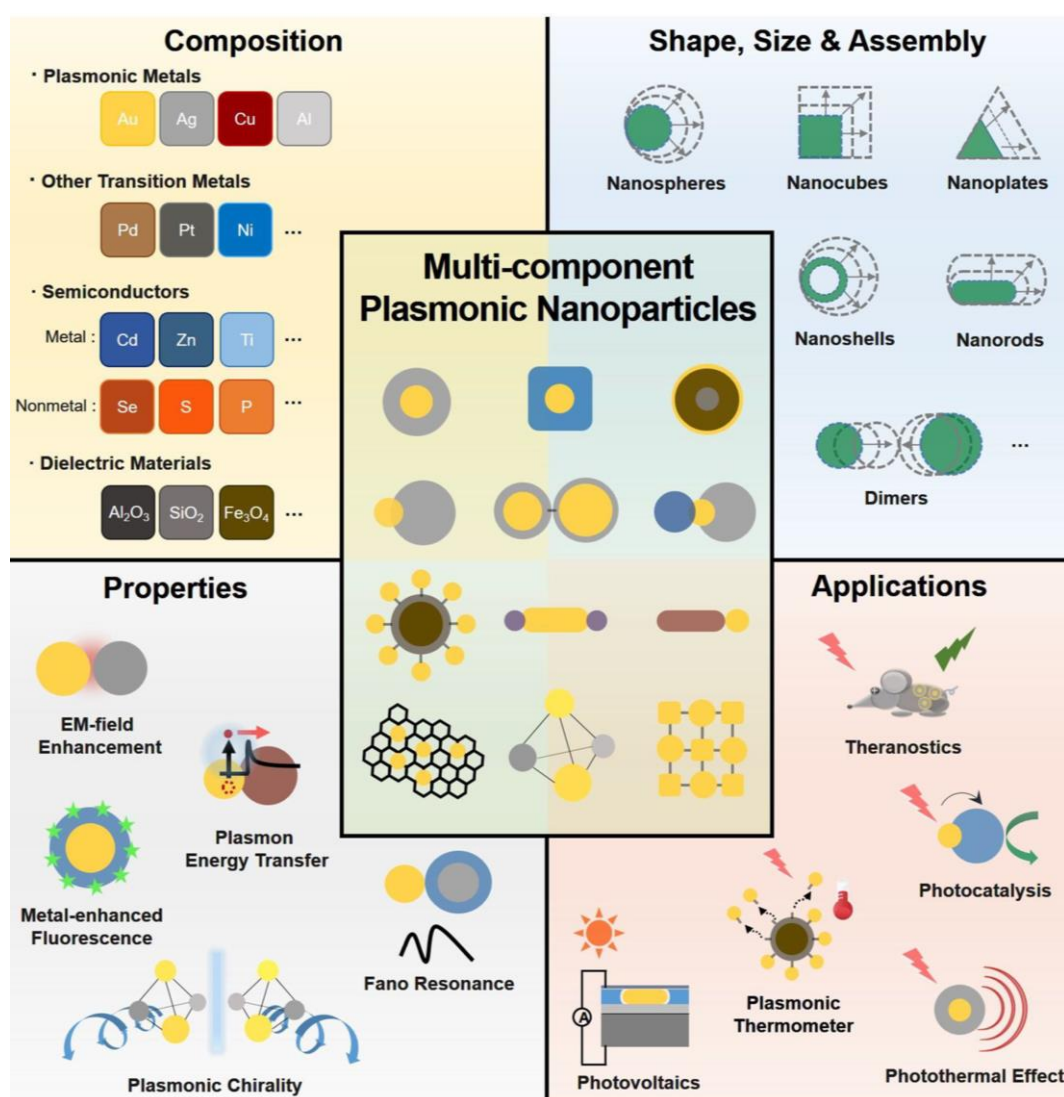 Composition
· Plasmonic Metals
Au Ag Cu Al
· Other Transition Metals
Pd Pt Ni ...
· Semiconductors
Metal : Cd Zn Ti ...
Nonmetal : Se S P ...
· Dielectric Materials
Al₂O₃ SiO₂ Fe₃O₄ ...
Shape, Size & Assembly
Nanospheres Nanocubes Nanoplates
Nanoshells Nanorods
...
Dimers
Multi-component
Plasmonic Nanoparticles
Properties
EM-field
Enhancement
Plasmon
Energy Transfer
Metal-enhanced
Fluorescence
Fano Resonance
Plasmonic Chirality
Applications
Theranostics
Photocatalysis
Plasmonic
Thermometer
A
Photovoltaics
Photothermal Effect